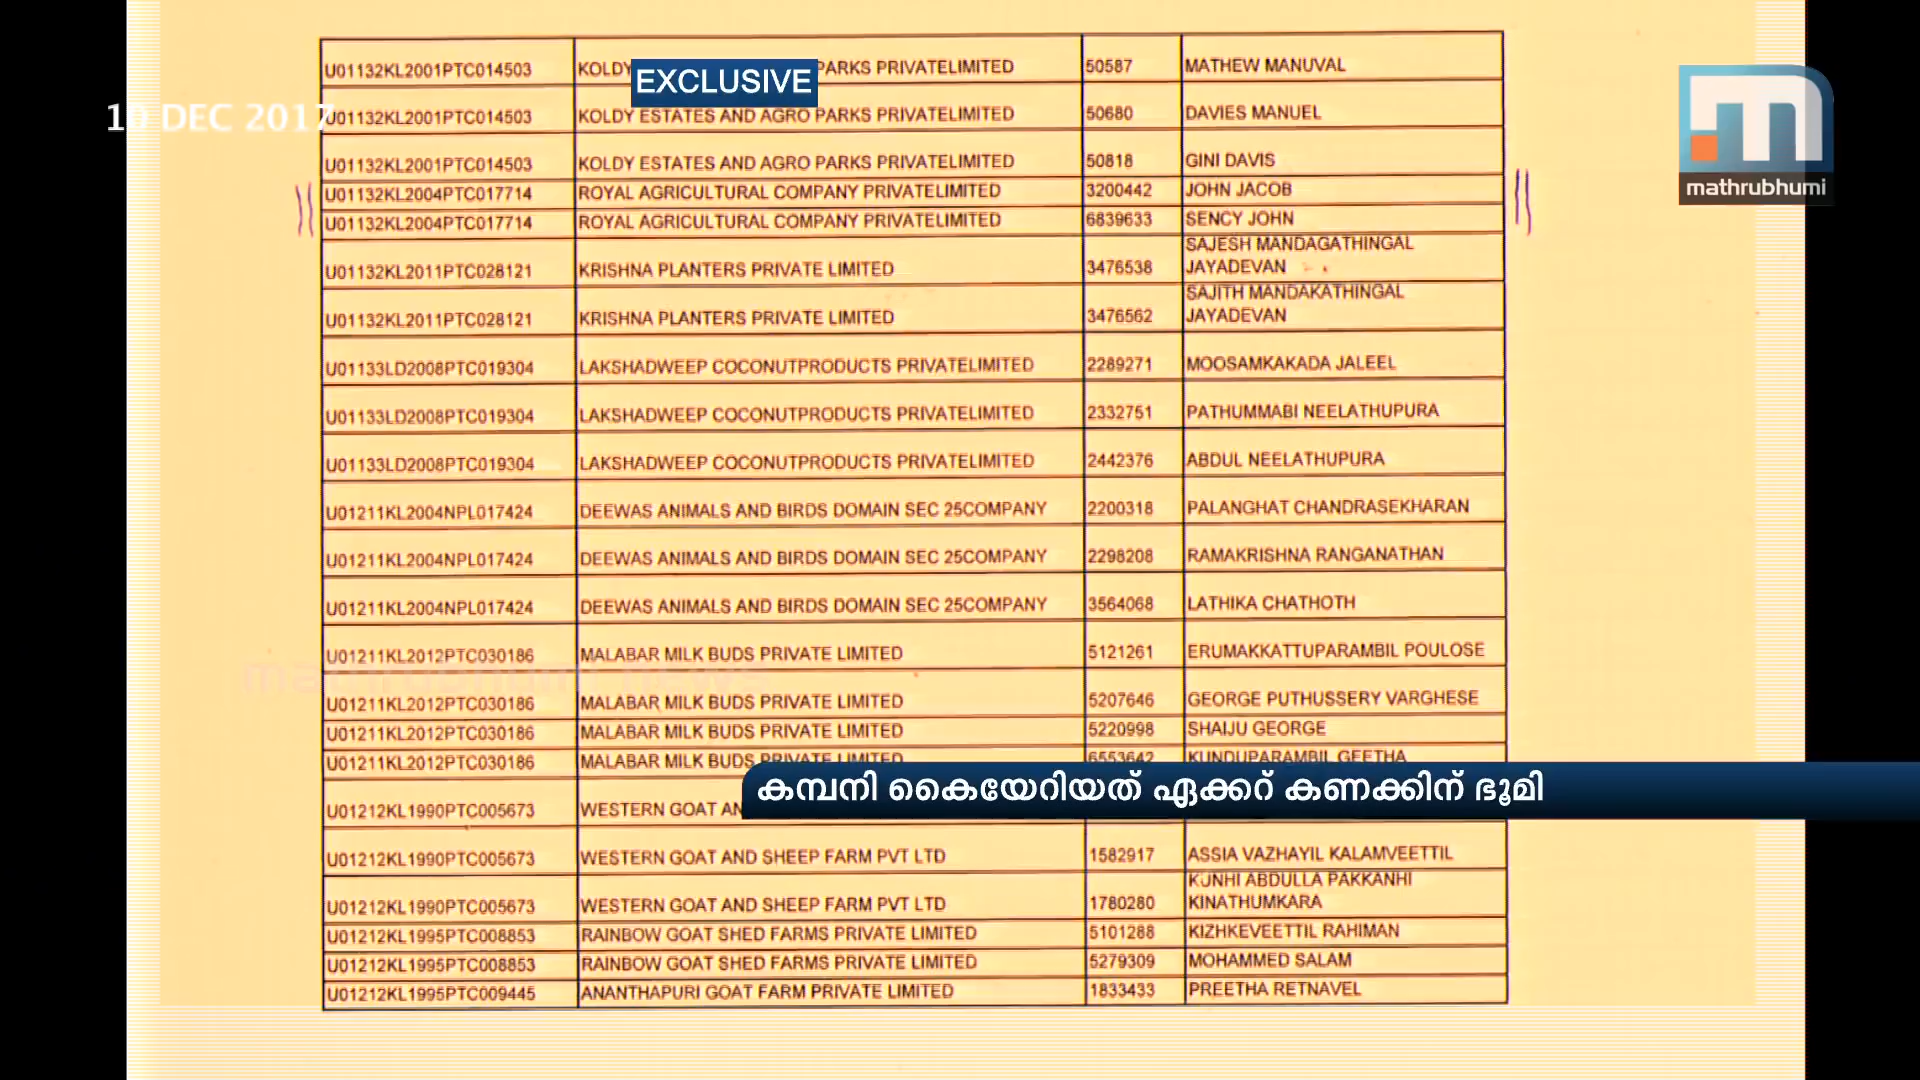 U01132KL2001PTC014503 KOLDY PARKS PRIVATELIMITED 50587 MATHEW MANUVAL
EXCLUSIVE
10 DEC 2017
mathrubhumi
U01132KL2001PTC014503 KOLDY ESTATES AND AGRO PARKS PRIVATELIMITED 50680 DAVIES MANUEL
U01132KL2001PTC014503 KOLDY ESTATES AND AGRO PARKS PRIVATELIMITED 50818 GINI DAVIS
U01132KL2004PTC017714 ROYAL AGRICULTURAL COMPANY PRIVATELIMITED 3200442 JOHN JACOB
U01132KL2004PTC017714 ROYAL AGRICULTURAL COMPANY PRIVATELIMITED 6839633 SENCY JOHN
U01132KL2011PTC028121 KRISHNA PLANTERS PRIVATE LIMITED 3476538 SAJESH MANDAGATHINGAL
JAYADEVAN
U01132KL2011PTC028121 KRISHNA PLANTERS PRIVATE LIMITED 3476562 SAJITH MANDAKATHINGAL
JAYADEVAN
U01133LD2008PTC019304 LAKSHADWEEP COCONUTPRODUCTS PRIVATELIMITED 2289271 MOOSAMKAKADA JALEEL
U01133LD2008PTC019304 LAKSHADWEEP COCONUTPRODUCTS PRIVATELIMITED 2332751 PATHUMMABI NEELATHUPURA
U01133LD2008PTC019304 LAKSHADWEEP COCONUTPRODUCTS PRIVATELIMITED 2442376 ABDUL NEELATHUPURA
U01211KL2004NPL017424 DEEWAS ANIMALS AND BIRDS DOMAIN SEC 25COMPANY 2200318 PALANGHAT CHANDRASEKHARAN
U01211KL2004NPL017424 DEEWAS ANIMALS AND BIRDS DOMAIN SEC 25COMPANY 2298208 RAMAKRISHNA RANGANATHAN
U01211KL2004NPL017424 DEEWAS ANIMALS AND BIRDS DOMAIN SEC 25COMPANY 3564068 LATHIKA CHATHOTH
U01211KL2012PTC030186 MALABAR MILK BUDS PRIVATE LIMITED 5121261 ERUMAKKATTUPARAMBIL POULOSE
mathrubhumi news
U01211KL2012PTC030186 MALABAR MILK BUDS PRIVATE LIMITED 5207646 GEORGE PUTHUSSERY VARGHESE
U01211KL2012PTC030186 MALABAR MILK BUDS PRIVATE LIMITED 5220998 SHAIJU GEORGE
U01211KL2012PTC030186 MALABAR MILK BUDS PRIVATE LIMITED 6553642 KUNDUPARAMBIL GEETHA
കമ്പനി കൈയേറിയത് ഏക്കറ് കണക്കിന് ഭൂമി
U01212KL1990PTC005673 WESTERN GOAT AN
U01212KL1990PTC005673 WESTERN GOAT AND SHEEP FARM PVT LTD 1582917 ASSIA VAZHAYIL KALAMVEETTIL
U01212KL1990PTC005673 WESTERN GOAT AND SHEEP FARM PVT LTD 1780280 KUNHI ABDULLA PAKKANHI
KINATHUMKARA
U01212KL1995PTC008853 RAINBOW GOAT SHED FARMS PRIVATE LIMITED 5101288 KIZHKEVEETTIL RAHIMAN
U01212KL1995PTC008853 RAINBOW GOAT SHED FARMS PRIVATE LIMITED 5279309 MOHAMMED SALAM
U01212KL1995PTC009445 ANANTHAPURI GOAT FARM PRIVATE LIMITED 1833433 PREETHA RETNAVEL